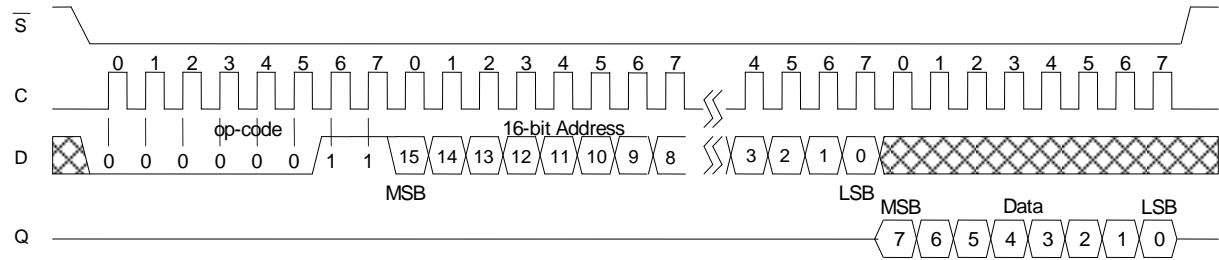 S
0 1 2 3 4 5 6 7 0 1 2 3 4 5 6 7 4 5 6 7 0 1 2 3 4 5 6 7
C
op-code 16-bit Address
D 0 0 0 0 0 0 1 1 15 14 13 12 11 10 9 8 3 2 1 0
MSB LSB MSB Data LSB
Q 7 6 5 4 3 2 1 0